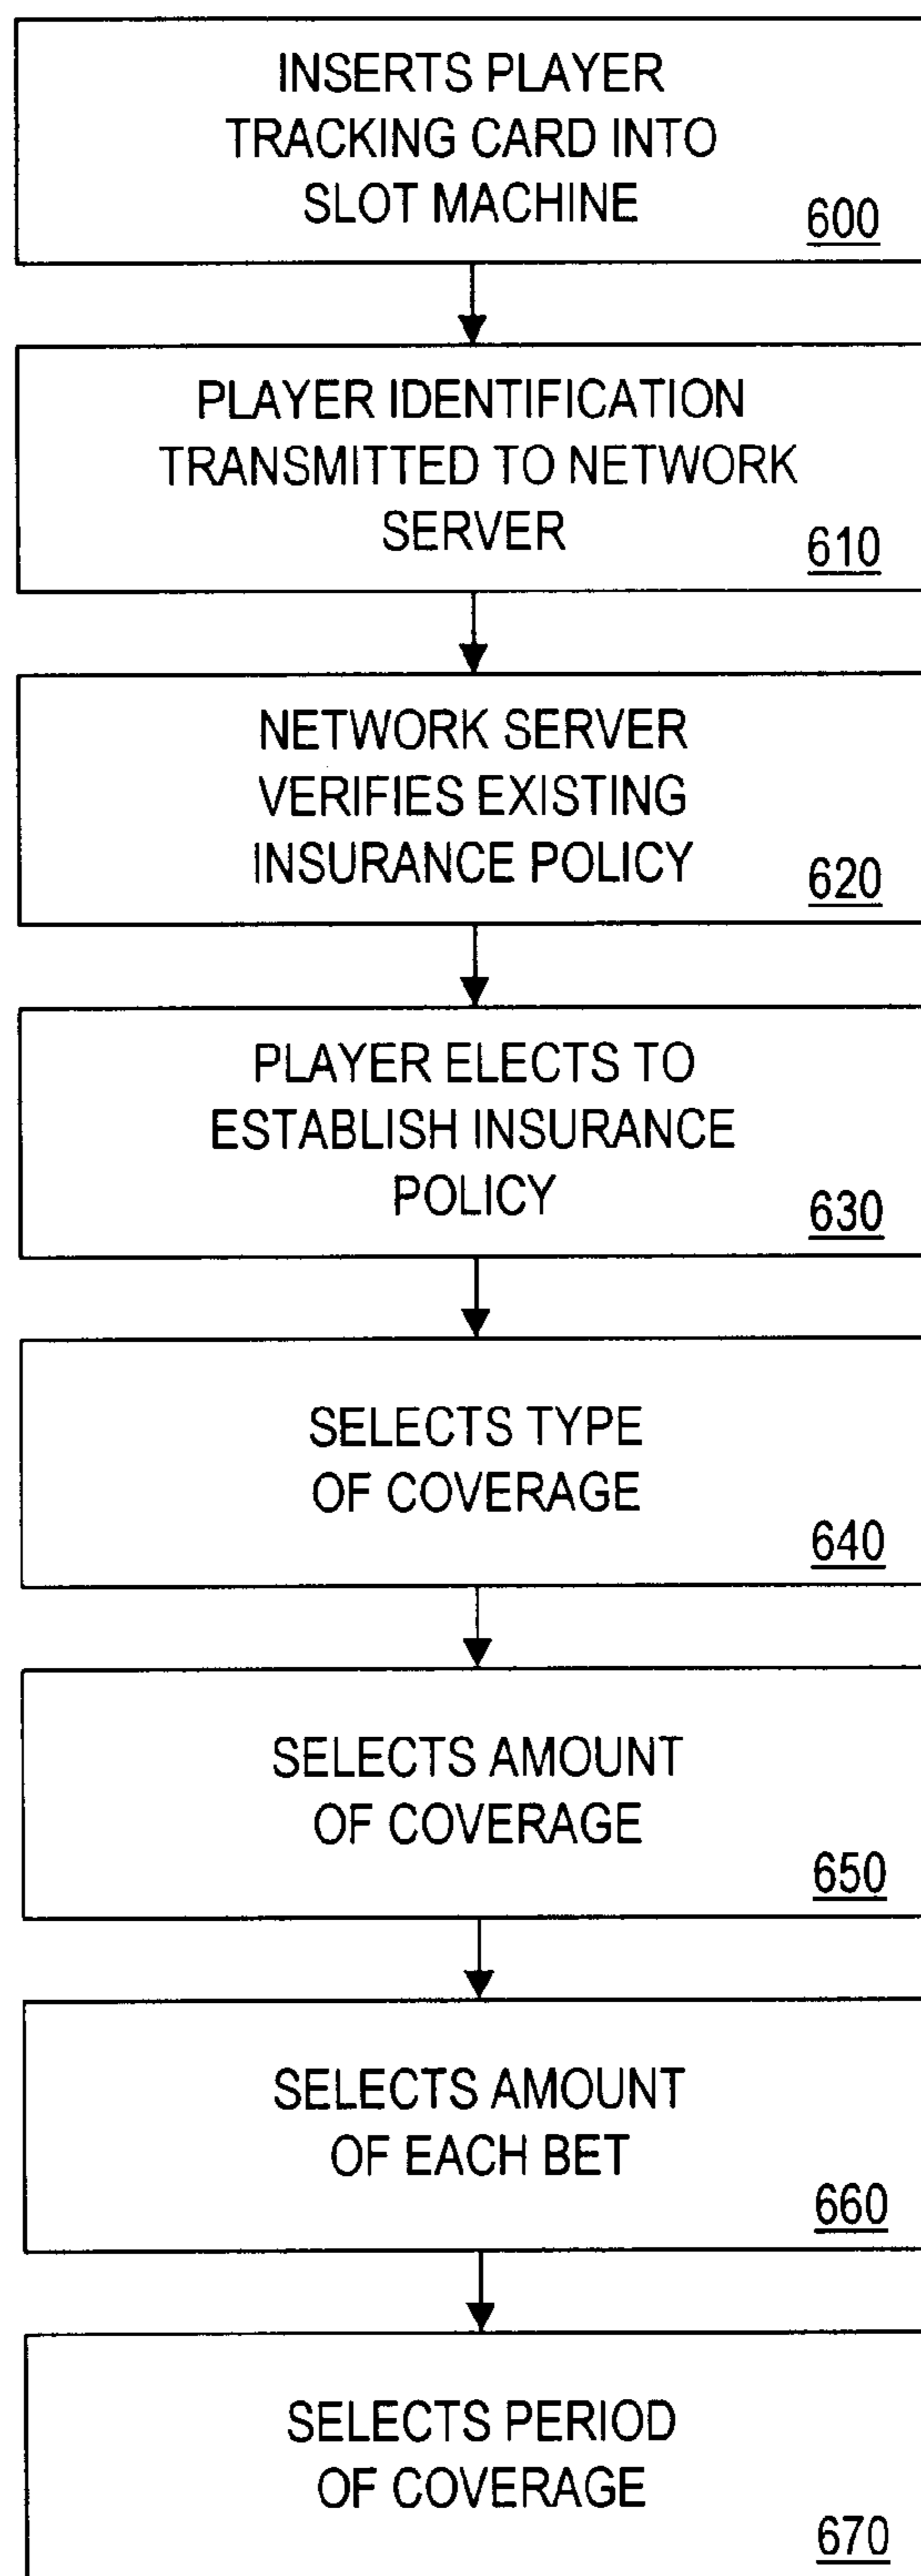 INSERTS PLAYER
TRACKING CARD INTO
SLOT MACHINE
600
PLAYER IDENTIFICATION
TRANSMITTED TO NETWORK
SERVER
610
NETWORK SERVER
VERIFIES EXISTING
INSURANCE POLICY
620
PLAYER ELECTS TO
ESTABLISH INSURANCE
POLICY
630
SELECTS TYPE
OF COVERAGE
640
SELECTS AMOUNT
OF COVERAGE
650
SELECTS AMOUNT
OF EACH BET
660
SELECTS PERIOD
OF COVERAGE
670